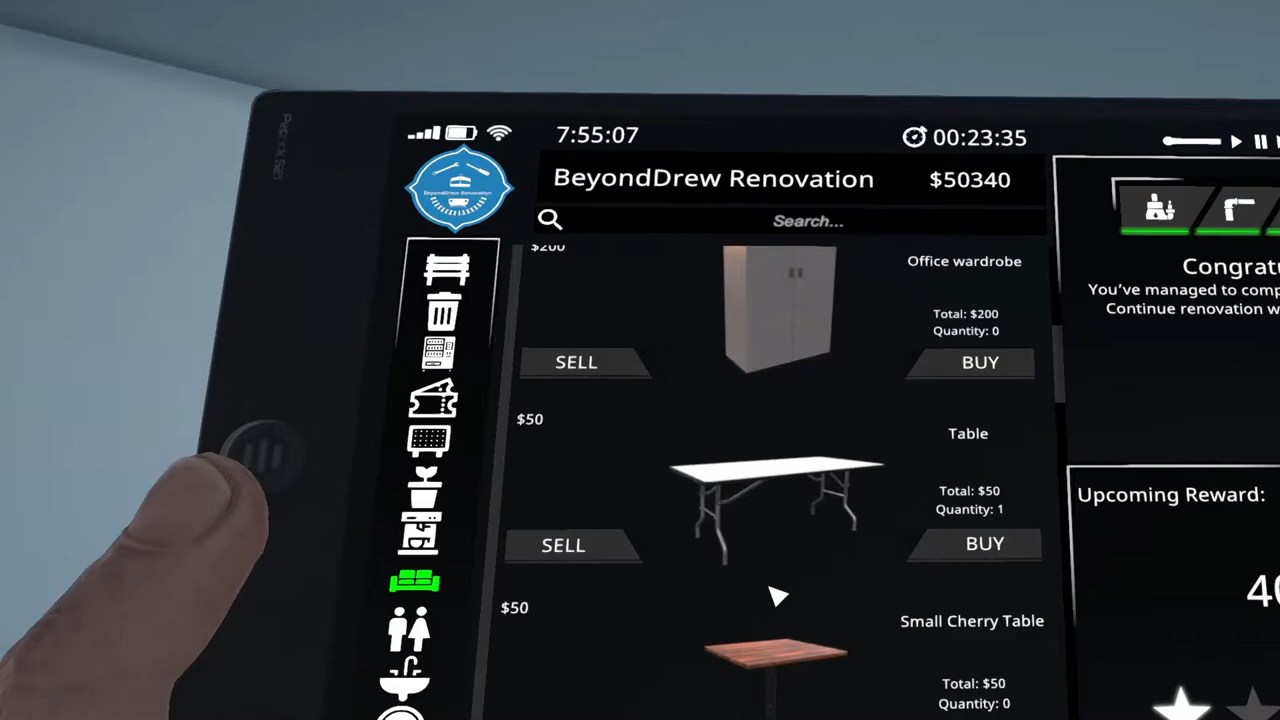 7:55:07
00:23:35
BeyondDrew Renovation
$50340
BeyondDrew Renovation
Search...
$200
Office wardrobe
Total: $200
Quantity: 0
SELL
BUY
$50
Table
Total: $50
Quantity: 1
SELL
BUY
$50
Small Cherry Table
Total: $50
Quantity: 0
Congratu
You've managed to comp
Continue renovation w
Upcoming Reward:
40